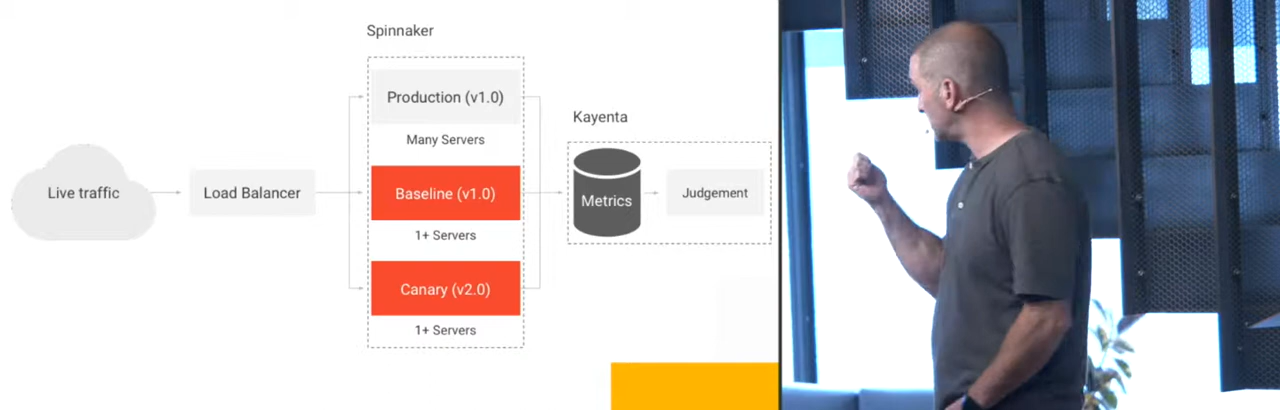 Spinnaker
Production (v1.0)
Many Servers
Kayenta
Live traffic
Load Balancer
Baseline (v1.0)
Metrics
Judgement
1+ Servers
Canary (v2.0)
1+ Servers